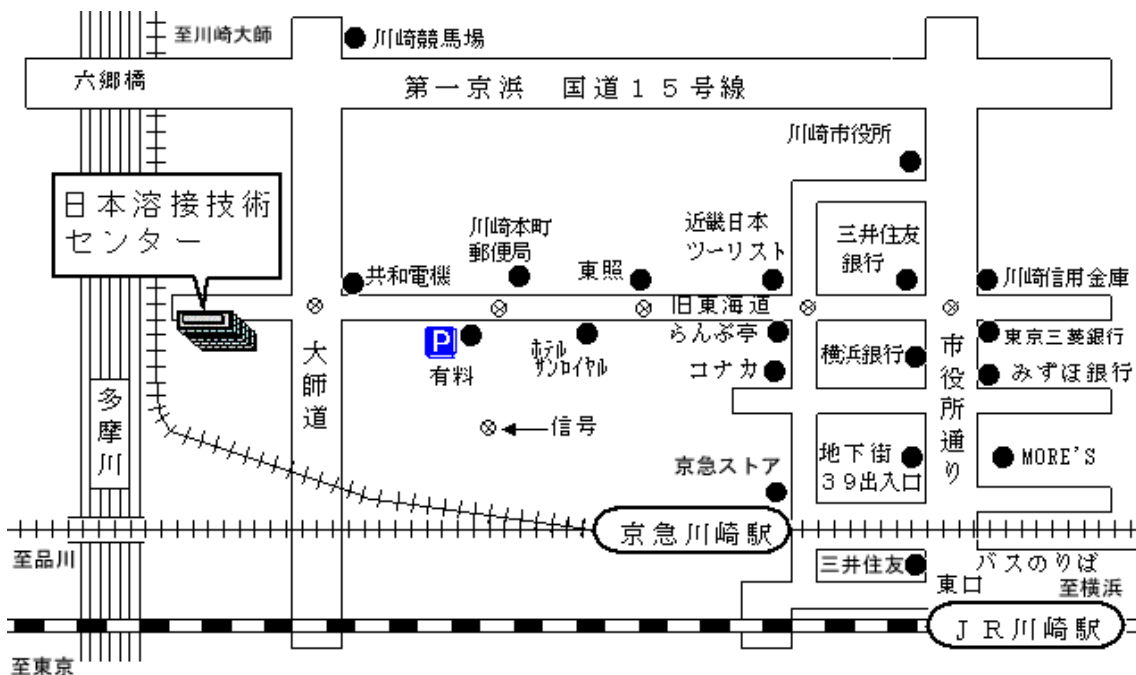 至川崎大師
川崎競馬場
六郷橋
第一京浜　国道１５号線
川崎市役所
日本溶接技術
センター
川崎本町
郵便局
近畿日本
ツーリスト
三井住友
銀行
共和電機
東照
川崎信用金庫
旧東海道
P
有料
ホテル
サンロイヤル
らんぷ亭
コナカ
横浜銀行
東京三菱銀行
みずほ銀行
大師道
市役所通り
多摩川
信号
京急ストア
地下街
３９出入口
MORE'S
京急川崎駅
至品川
三井住友
バスのりば
東口
至横浜
ＪＲ川崎駅
至東京